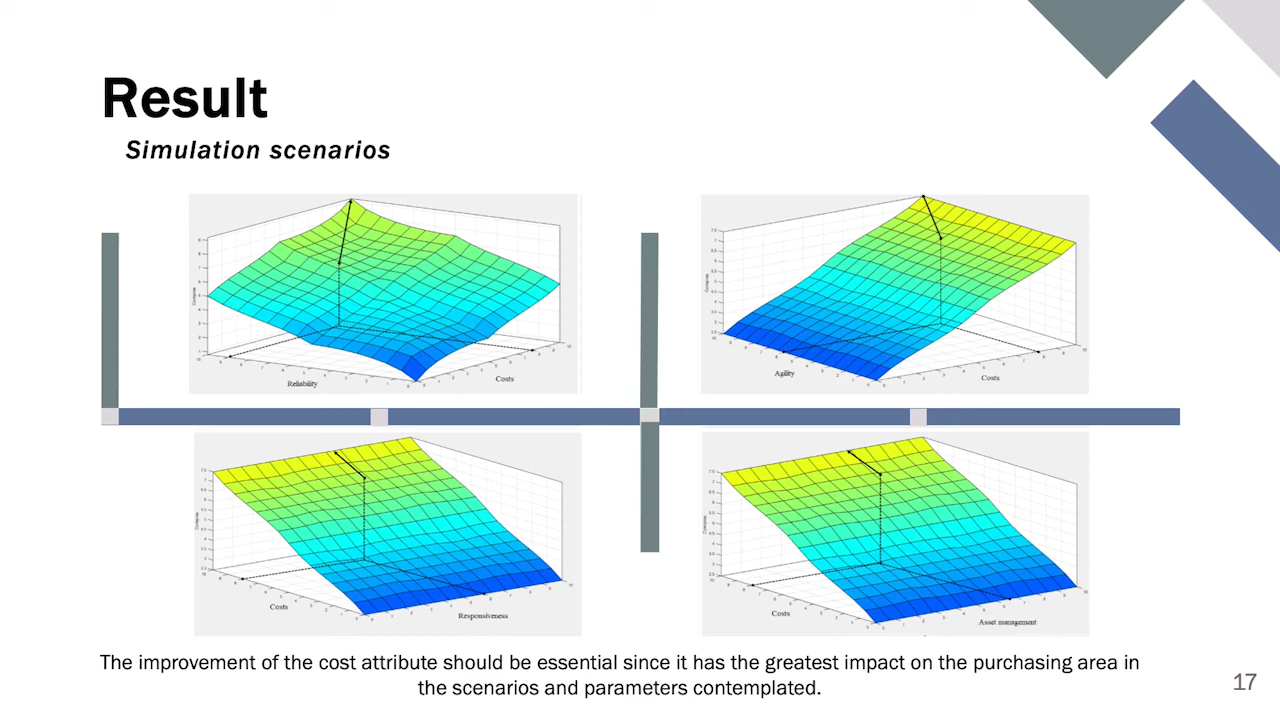 Result
Simulation scenarios
Reliability
Costs
Agility
Costs
Costs
Responsiveness
Costs
Asset management
The improvement of the cost attribute should be essential since it has the greatest impact on the purchasing area in
the scenarios and parameters contemplated.
17